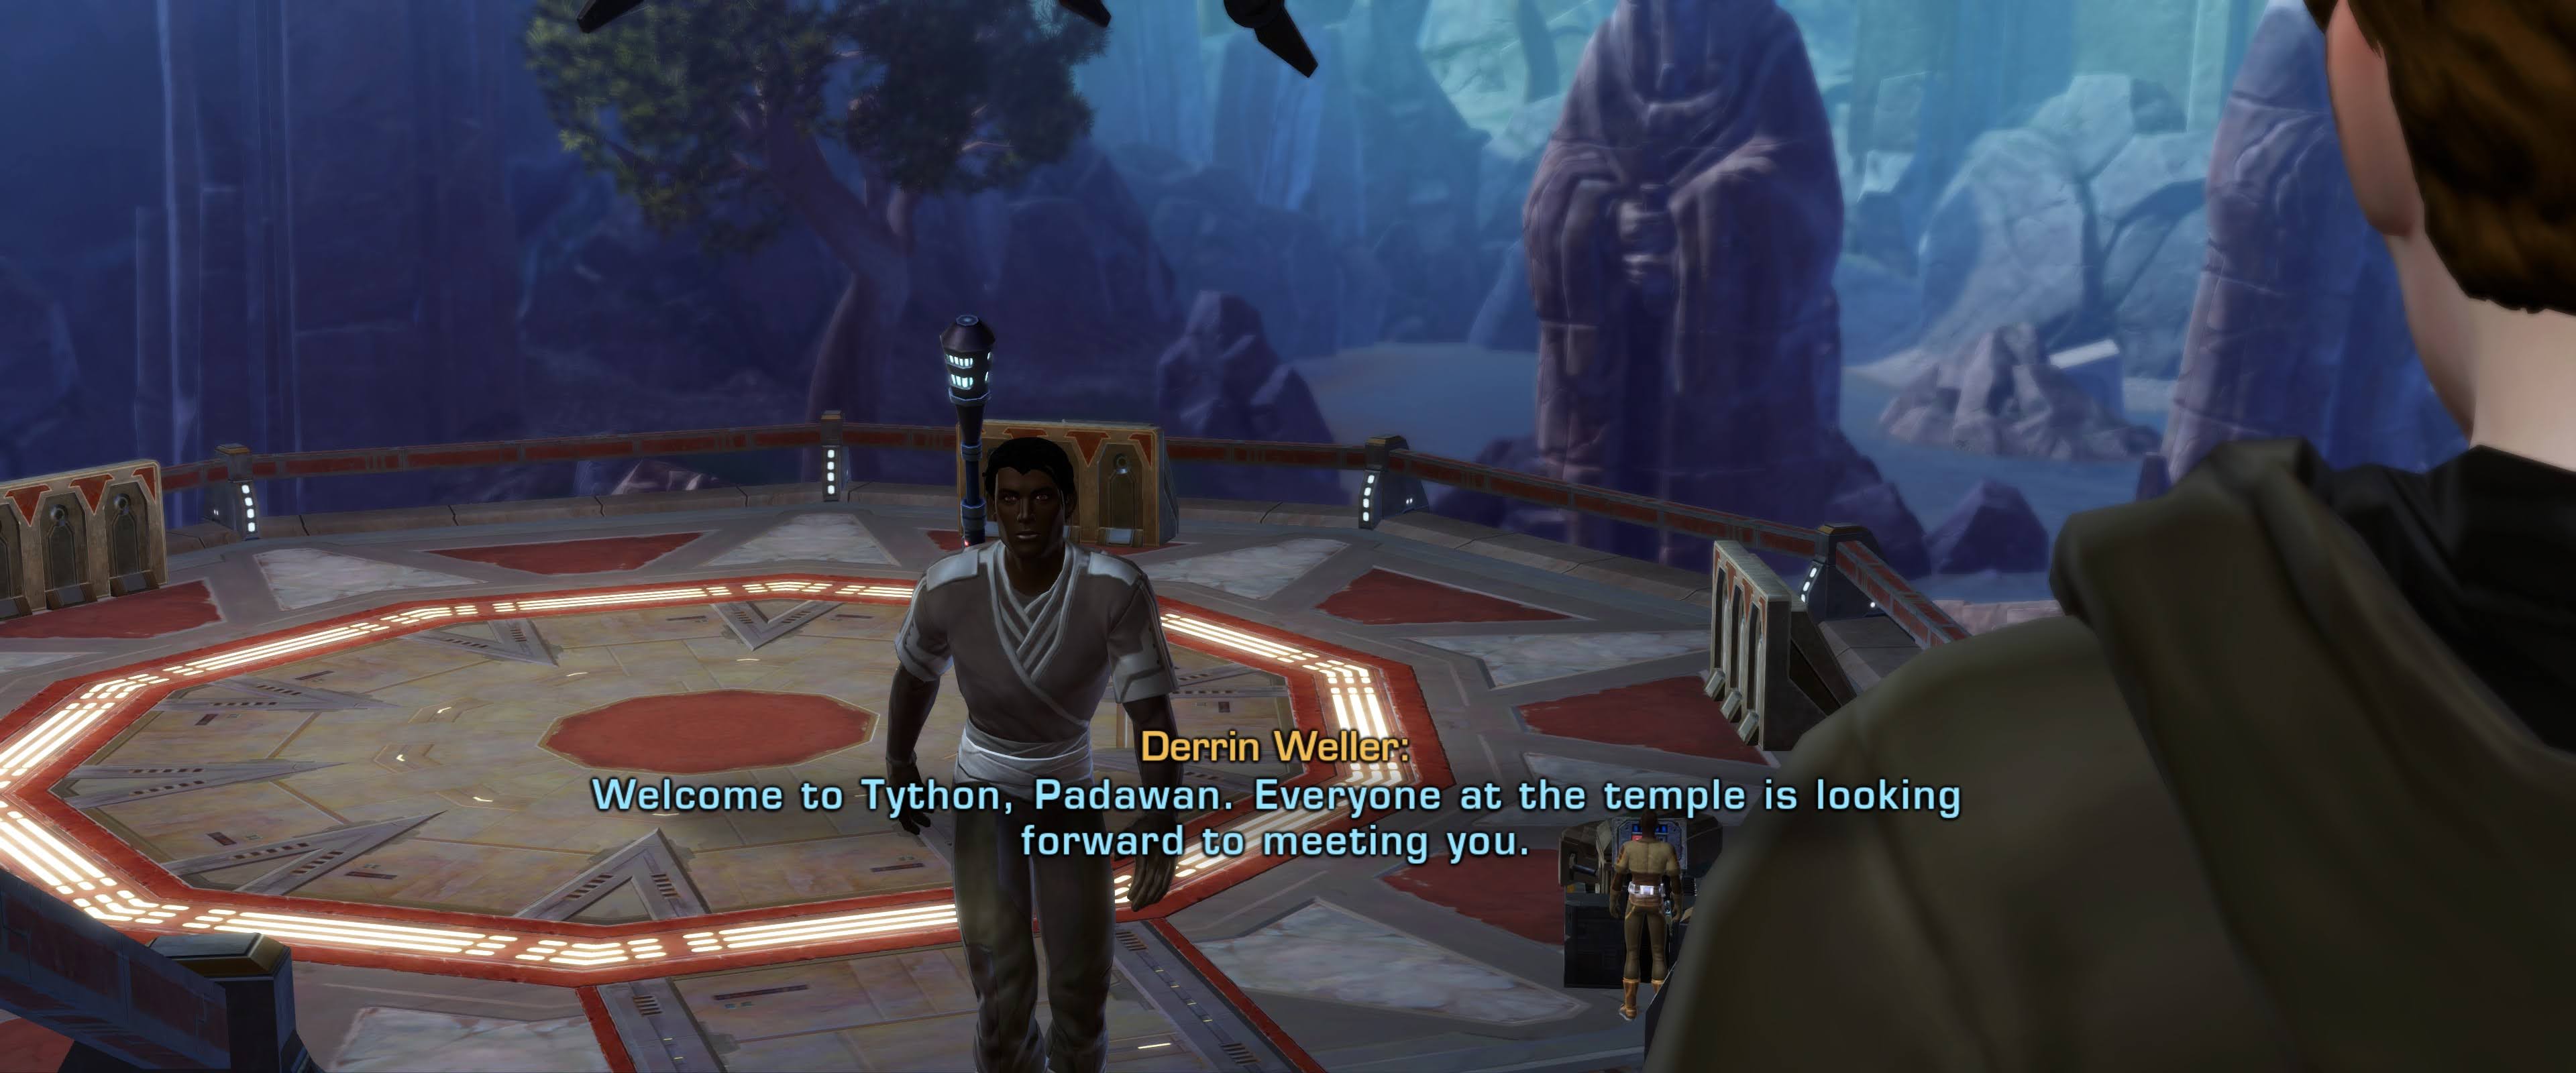 Derrin Weller:
Welcome to Tython, Padawan. Everyone at the temple is looking
forward to meeting you.